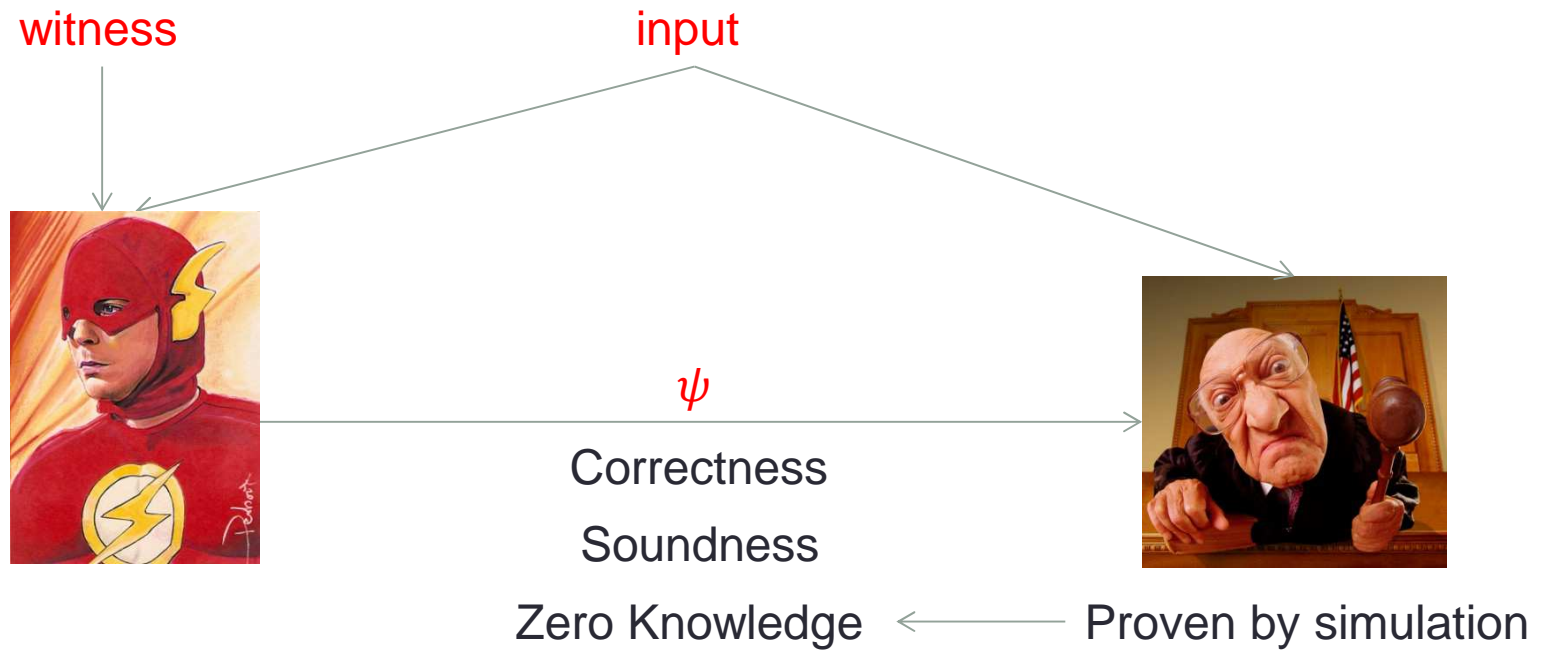 witness
input
ψ
Correctness
Soundness
Zero Knowledge
Proven by simulation